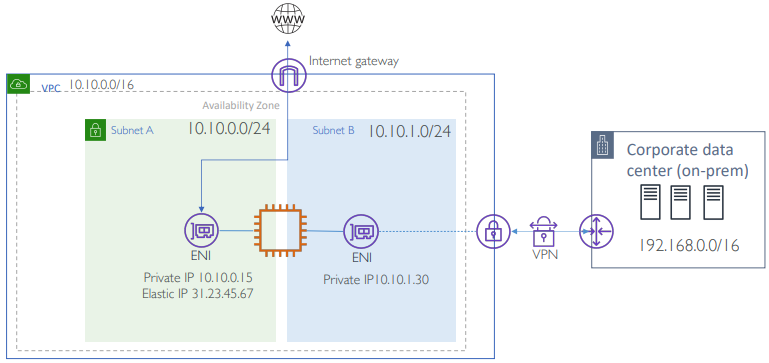 WWW
Internet gateway
VPC 10.10.0.0/16
Availability Zone
Subnet A 10.10.0.0/24
Subnet B 10.10.1.0/24
Corporate data
center (on-prem)
192.168.0.0/16
ENI
ENI
VPN
Private IP 10.10.0.15
Elastic IP 31.23.45.67
Private IP10.10.1.30